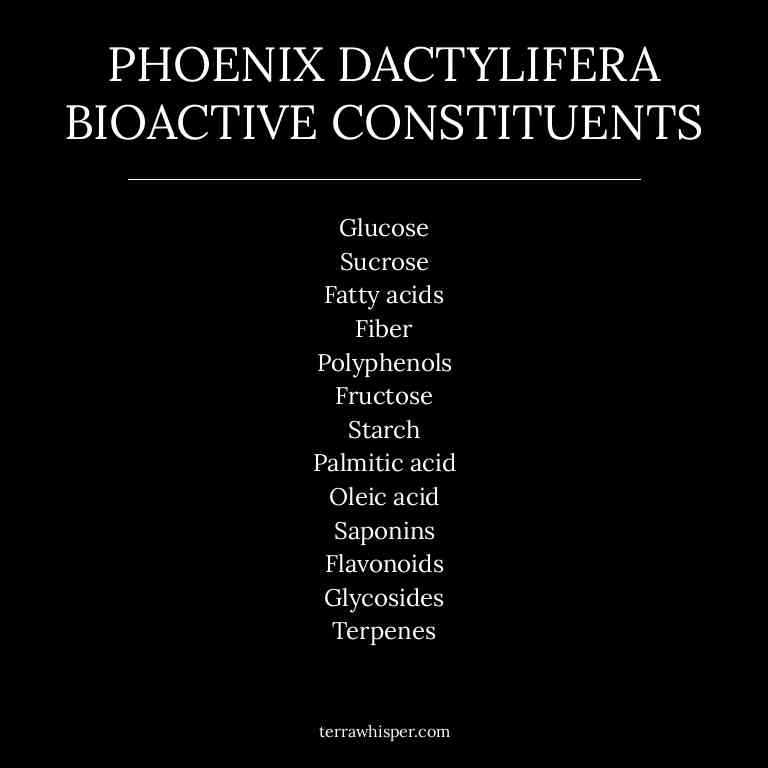 PHOENIX DACTYLIFERA
BIOACTIVE CONSTITUENTS
Glucose
Sucrose
Fatty acids
Fiber
Polyphenols
Fructose
Starch
Palmitic acid
Oleic acid
Saponins
Flavonoids
Glycosides
Terpenes
terrawhisper.com